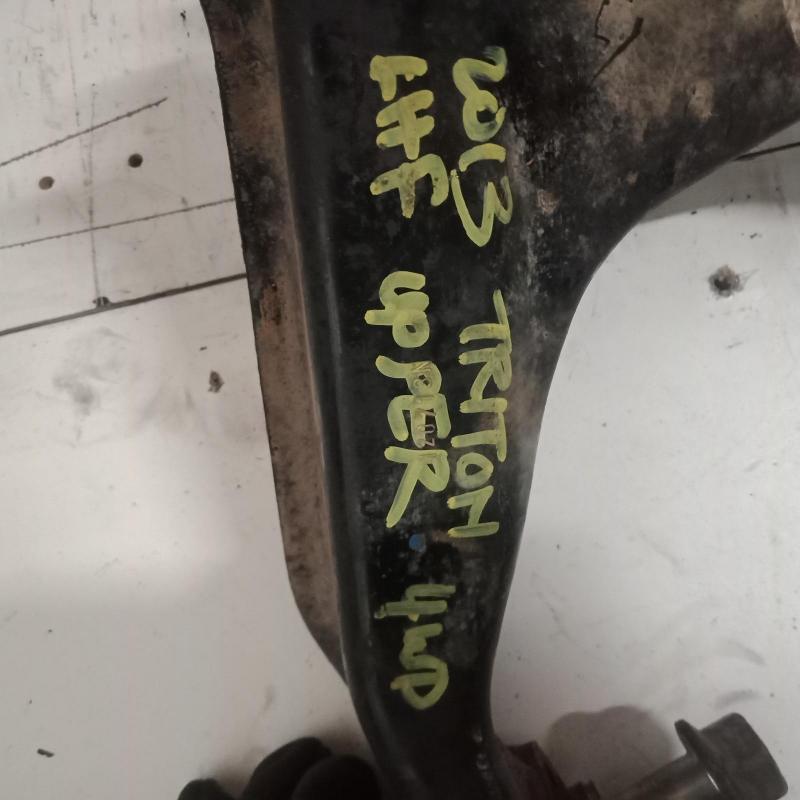 2013 TRITON
LHF UPPER 4WD